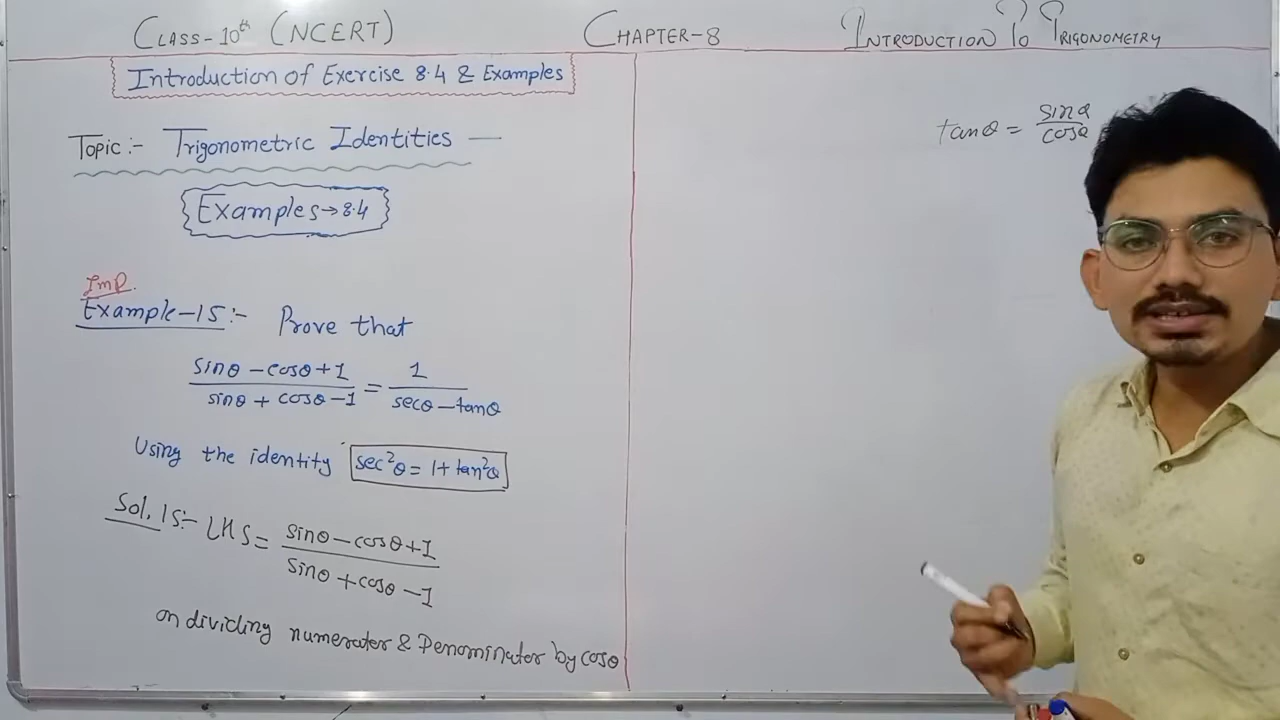 CLASS-10th (NCERT) CHAPTER-8 INTRODUCTION TO TRIGONOMETRY
Introduction of Exercise 8.4 & Examples
Topic:- Trigonometric Identities —
Examples→8.4
Imp.
Example-15:- Prove that
sinθ - cosθ + 1 / sinθ + cosθ - 1 = 1 / secθ - tanθ
Using the identity sec²θ = 1 + tan²θ
Sol. 15:- LHS = sinθ - cosθ + 1 / sinθ + cosθ - 1
on dividing numerater & Denominator by cosθ
tanθ = sinθ / cosθ